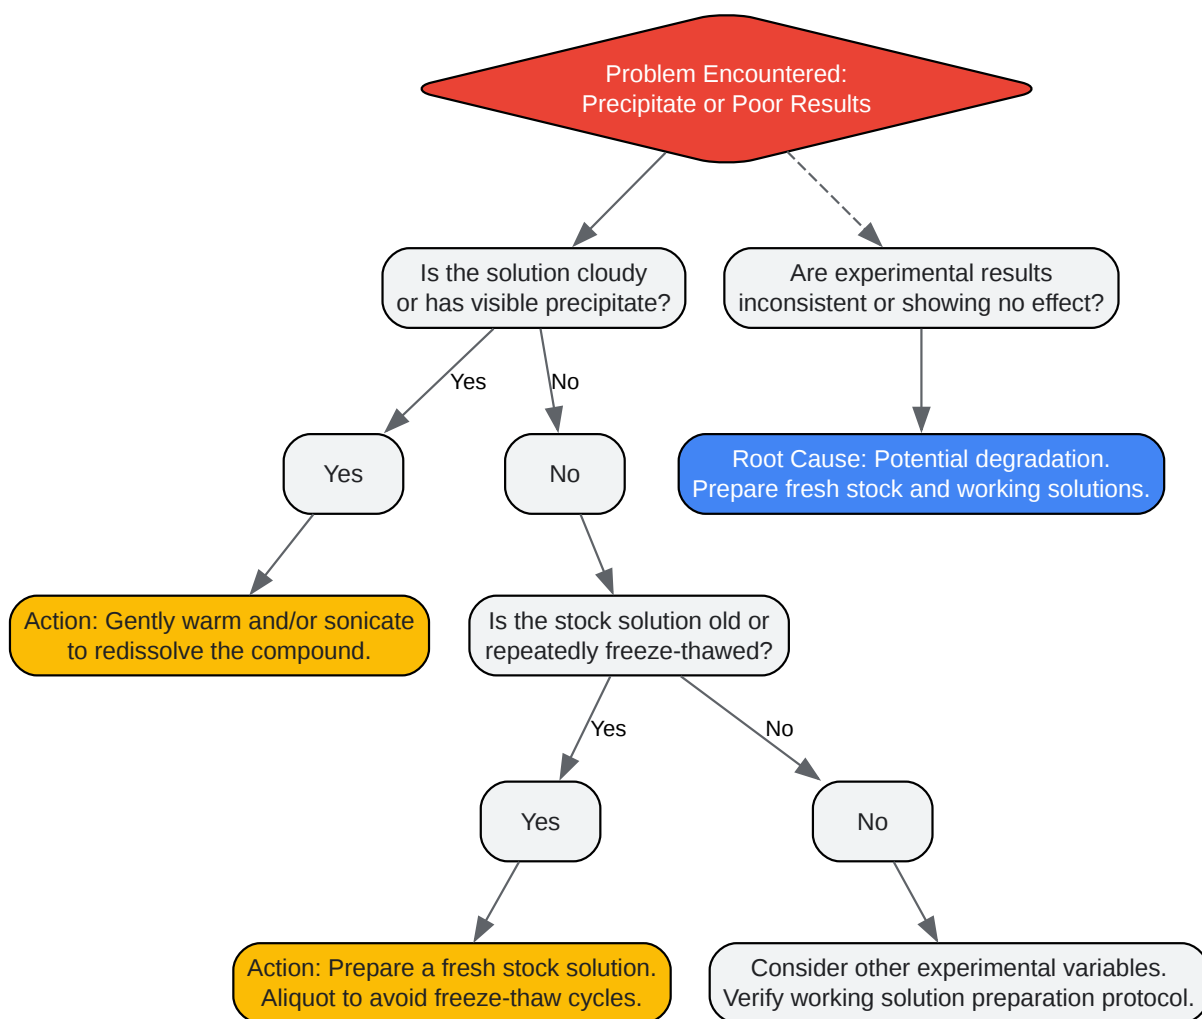 Problem Encountered:
Precipitate or Poor Results
Is the solution cloudy
or has visible precipitate?
Are experimental results
inconsistent or showing no effect?
Yes
No
Yes
No
Root Cause: Potential degradation.
Prepare fresh stock and working solutions.
Action: Gently warm and/or sonicate
to redissolve the compound.
Is the stock solution old or
repeatedly freeze-thawed?
Yes
No
Yes
No
Action: Prepare a fresh stock solution.
Aliquot to avoid freeze-thaw cycles.
Consider other experimental variables.
Verify working solution preparation protocol.